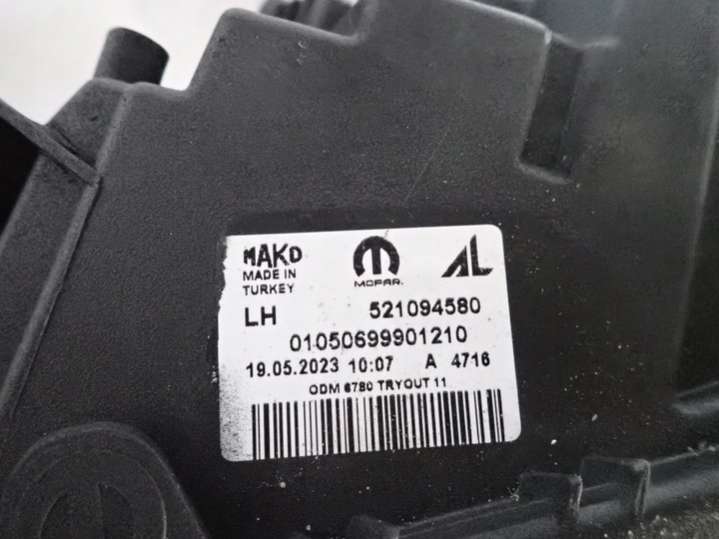 MAKO
MADE IN
TURKEY
MOPAR.
AL
LH 521094580
01050699901210
19.05.2023 10:07 A 4716
ODM 6780 TRYOUT 11